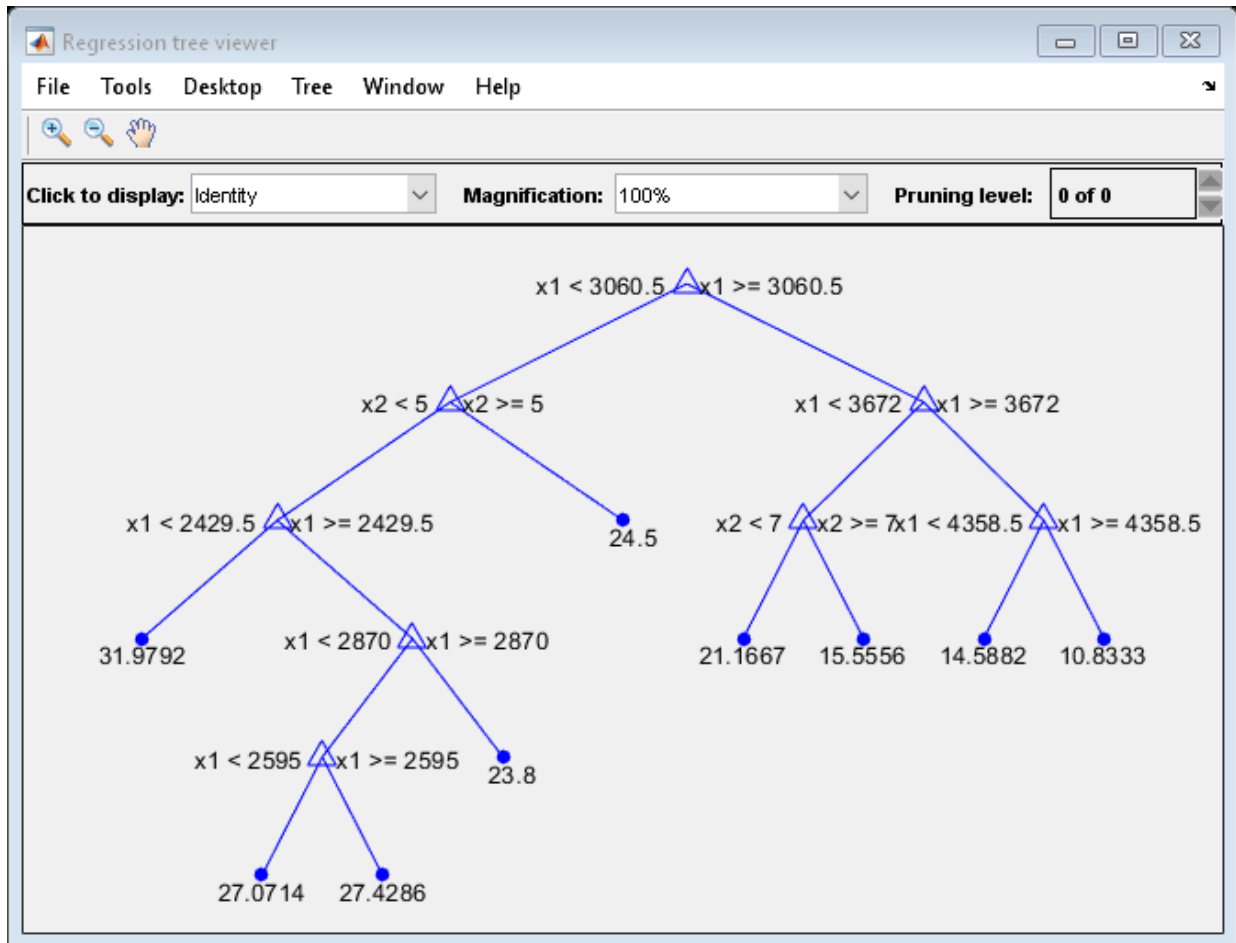 Regression tree viewer
File Tools Desktop Tree Window Help
Click to display: Identity Magnification: 100% Pruning level: 0 of 0
x1 < 3060.5 x1 >= 3060.5
x2 < 5 x2 >= 5 x1 < 3672 x1 >= 3672
x1 < 2429.5 x1 >= 2429.5 24.5 x2 < 7 x2 >= 7 x1 < 4358.5 x1 >= 4358.5
31.9792 x1 < 2870 x1 >= 2870 21.1667 15.5556 14.5882 10.8333
x1 < 2595 x1 >= 2595 23.8
27.0714 27.4286